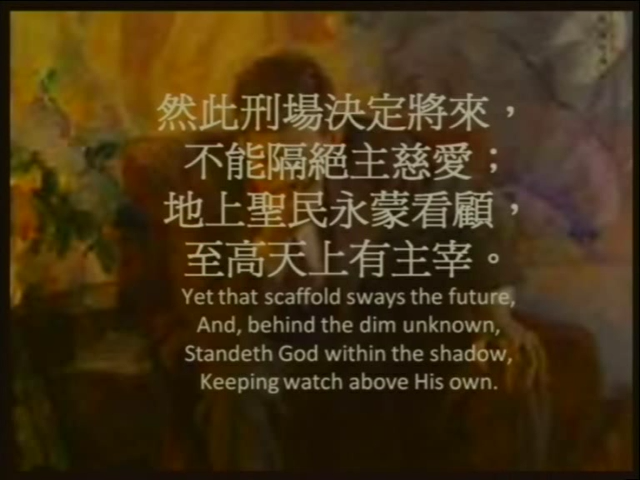 然此刑場決定將來，
不能隔絕主慈愛；
地上聖民永蒙看顧，
至高天上有主宰。
Yet that scaffold sways the future,
And, behind the dim unknown,
Standeth God within the shadow,
Keeping watch above His own.